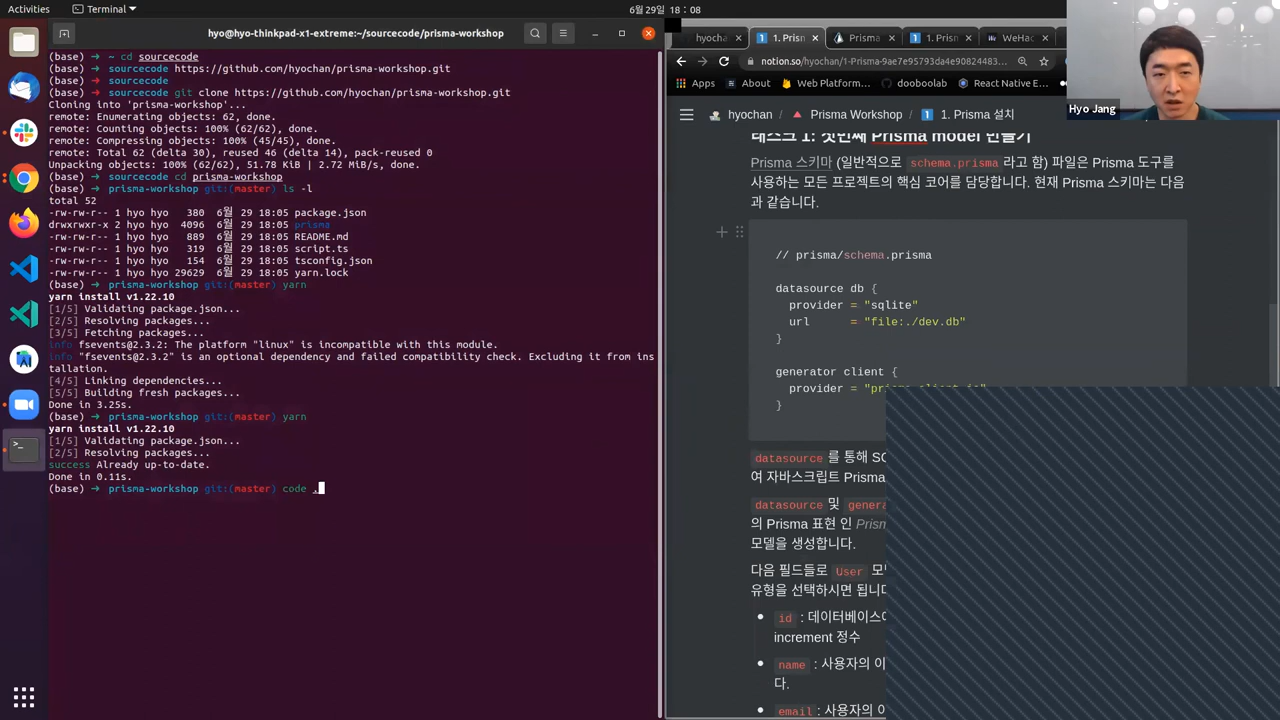 Activities
Terminal
6월 29일 18 : 08
hyo@hyo-thinkpad-x1-extreme:~/sourcecode/prisma-workshop
(base) ➜ ~ cd sourcecode
(base) ➜ sourcecode https://github.com/hyochan/prisma-workshop.git
(base) ➜ sourcecode
(base) ➜ sourcecode git clone https://github.com/hyochan/prisma-workshop.git
Cloning into 'prisma-workshop'...
remote: Enumerating objects: 62, done.
remote: Counting objects: 100% (62/62), done.
remote: Compressing objects: 100% (45/45), done.
remote: Total 62 (delta 30), reused 46 (delta 14), pack-reused 0
Unpacking objects: 100% (62/62), 51.78 KiB | 2.72 MiB/s, done.
(base) ➜ sourcecode cd prisma-workshop
(base) ➜ prisma-workshop git:(master) ls -l
total 52
-rw-rw-r-- 1 hyo hyo 380 6월 29 18:05 package.json
drwxrwxr-x 2 hyo hyo 4096 6월 29 18:05 prisma
-rw-rw-r-- 1 hyo hyo 889 6월 29 18:05 README.md
-rw-rw-r-- 1 hyo hyo 319 6월 29 18:05 script.ts
-rw-rw-r-- 1 hyo hyo 154 6월 29 18:05 tsconfig.json
-rw-rw-r-- 1 hyo hyo 29629 6월 29 18:05 yarn.lock
(base) ➜ prisma-workshop git:(master) yarn
yarn install v1.22.10
[1/5] Validating package.json...
[2/5] Resolving packages...
[3/5] Fetching packages...
info fsevents@2.3.2: The platform "linux" is incompatible with this module.
info "fsevents@2.3.2" is an optional dependency and failed compatibility check. Excluding it from ins
tallation.
[4/5] Linking dependencies...
[5/5] Building fresh packages...
Done in 3.25s.
(base) ➜ prisma-workshop git:(master) yarn
yarn install v1.22.10
[1/5] Validating package.json...
[2/5] Resolving packages...
success Already up-to-date.
Done in 0.11s.
(base) ➜ prisma-workshop git:(master) code .
hyocha
1. Prism
Prisma
1. Prism
WeHac
notion.so/hyochan/1-Prisma-9ae7e95793da4e90824483...
Apps
About
Web Platform...
dooboolab
React Native E...
Hyo Jang
hyochan / Prisma Workshop / 1. Prisma 설치
태스크 1: 첫번째 Prisma model 만들기
Prisma 스키마 (일반적으로 schema.prisma 라고 함) 파일은 Prisma 도구를
사용하는 모든 프로젝트의 핵심 코어를 담당합니다. 현재 Prisma 스키마는 다음
과 같습니다.
// prisma/schema.prisma
datasource db {
provider = "sqlite"
url = "file:./dev.db"
}
generator client {
provider = "prisma-client-js"
}
datasource 를 통해
여 자바스크립트 Prisma
datasource 및
의 Prisma 표현 인
모델을 생성합니다.
다음 필드들로 User
유형을 선택하시면
id : 데이터베이스
increment 정수
name : 사용자의
다.
email : 사용자의